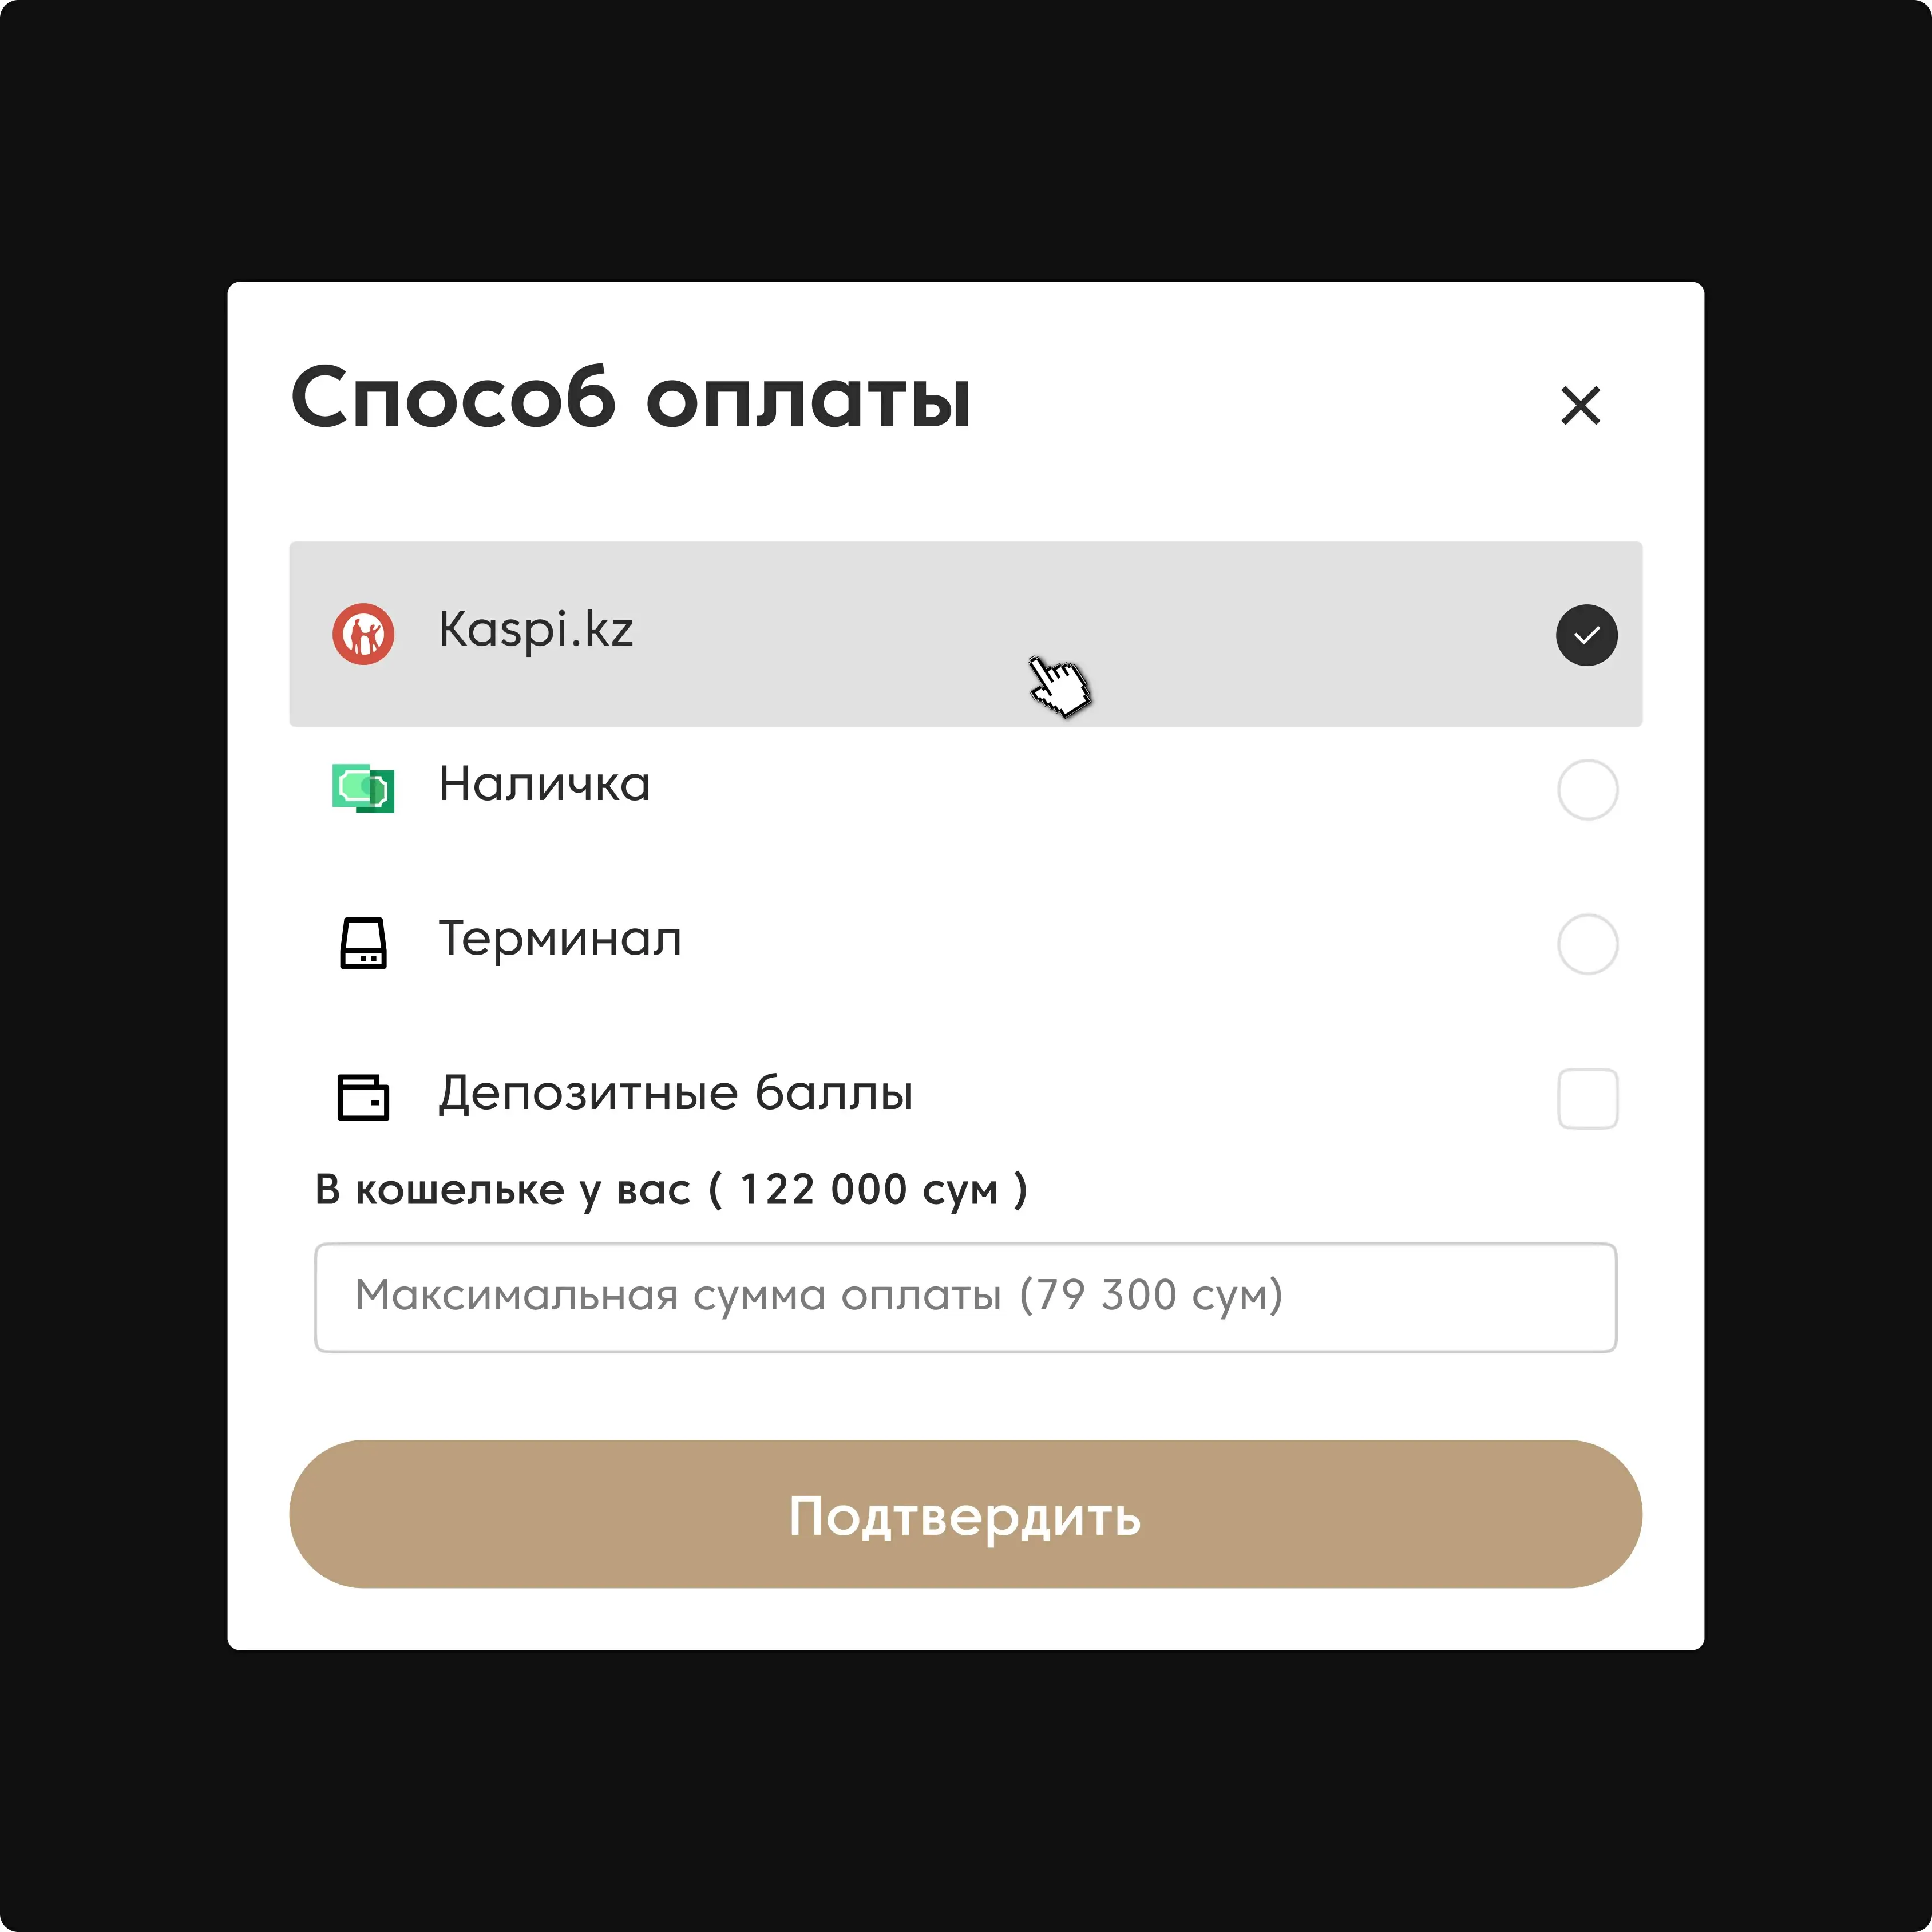 Способ оплаты
Kaspi.kz
Наличка
Терминал
Депозитные баллы
В кошельке у вас ( 122 000 сум )
Максимальная сумма оплаты (79 300 сум)
Подтвердить